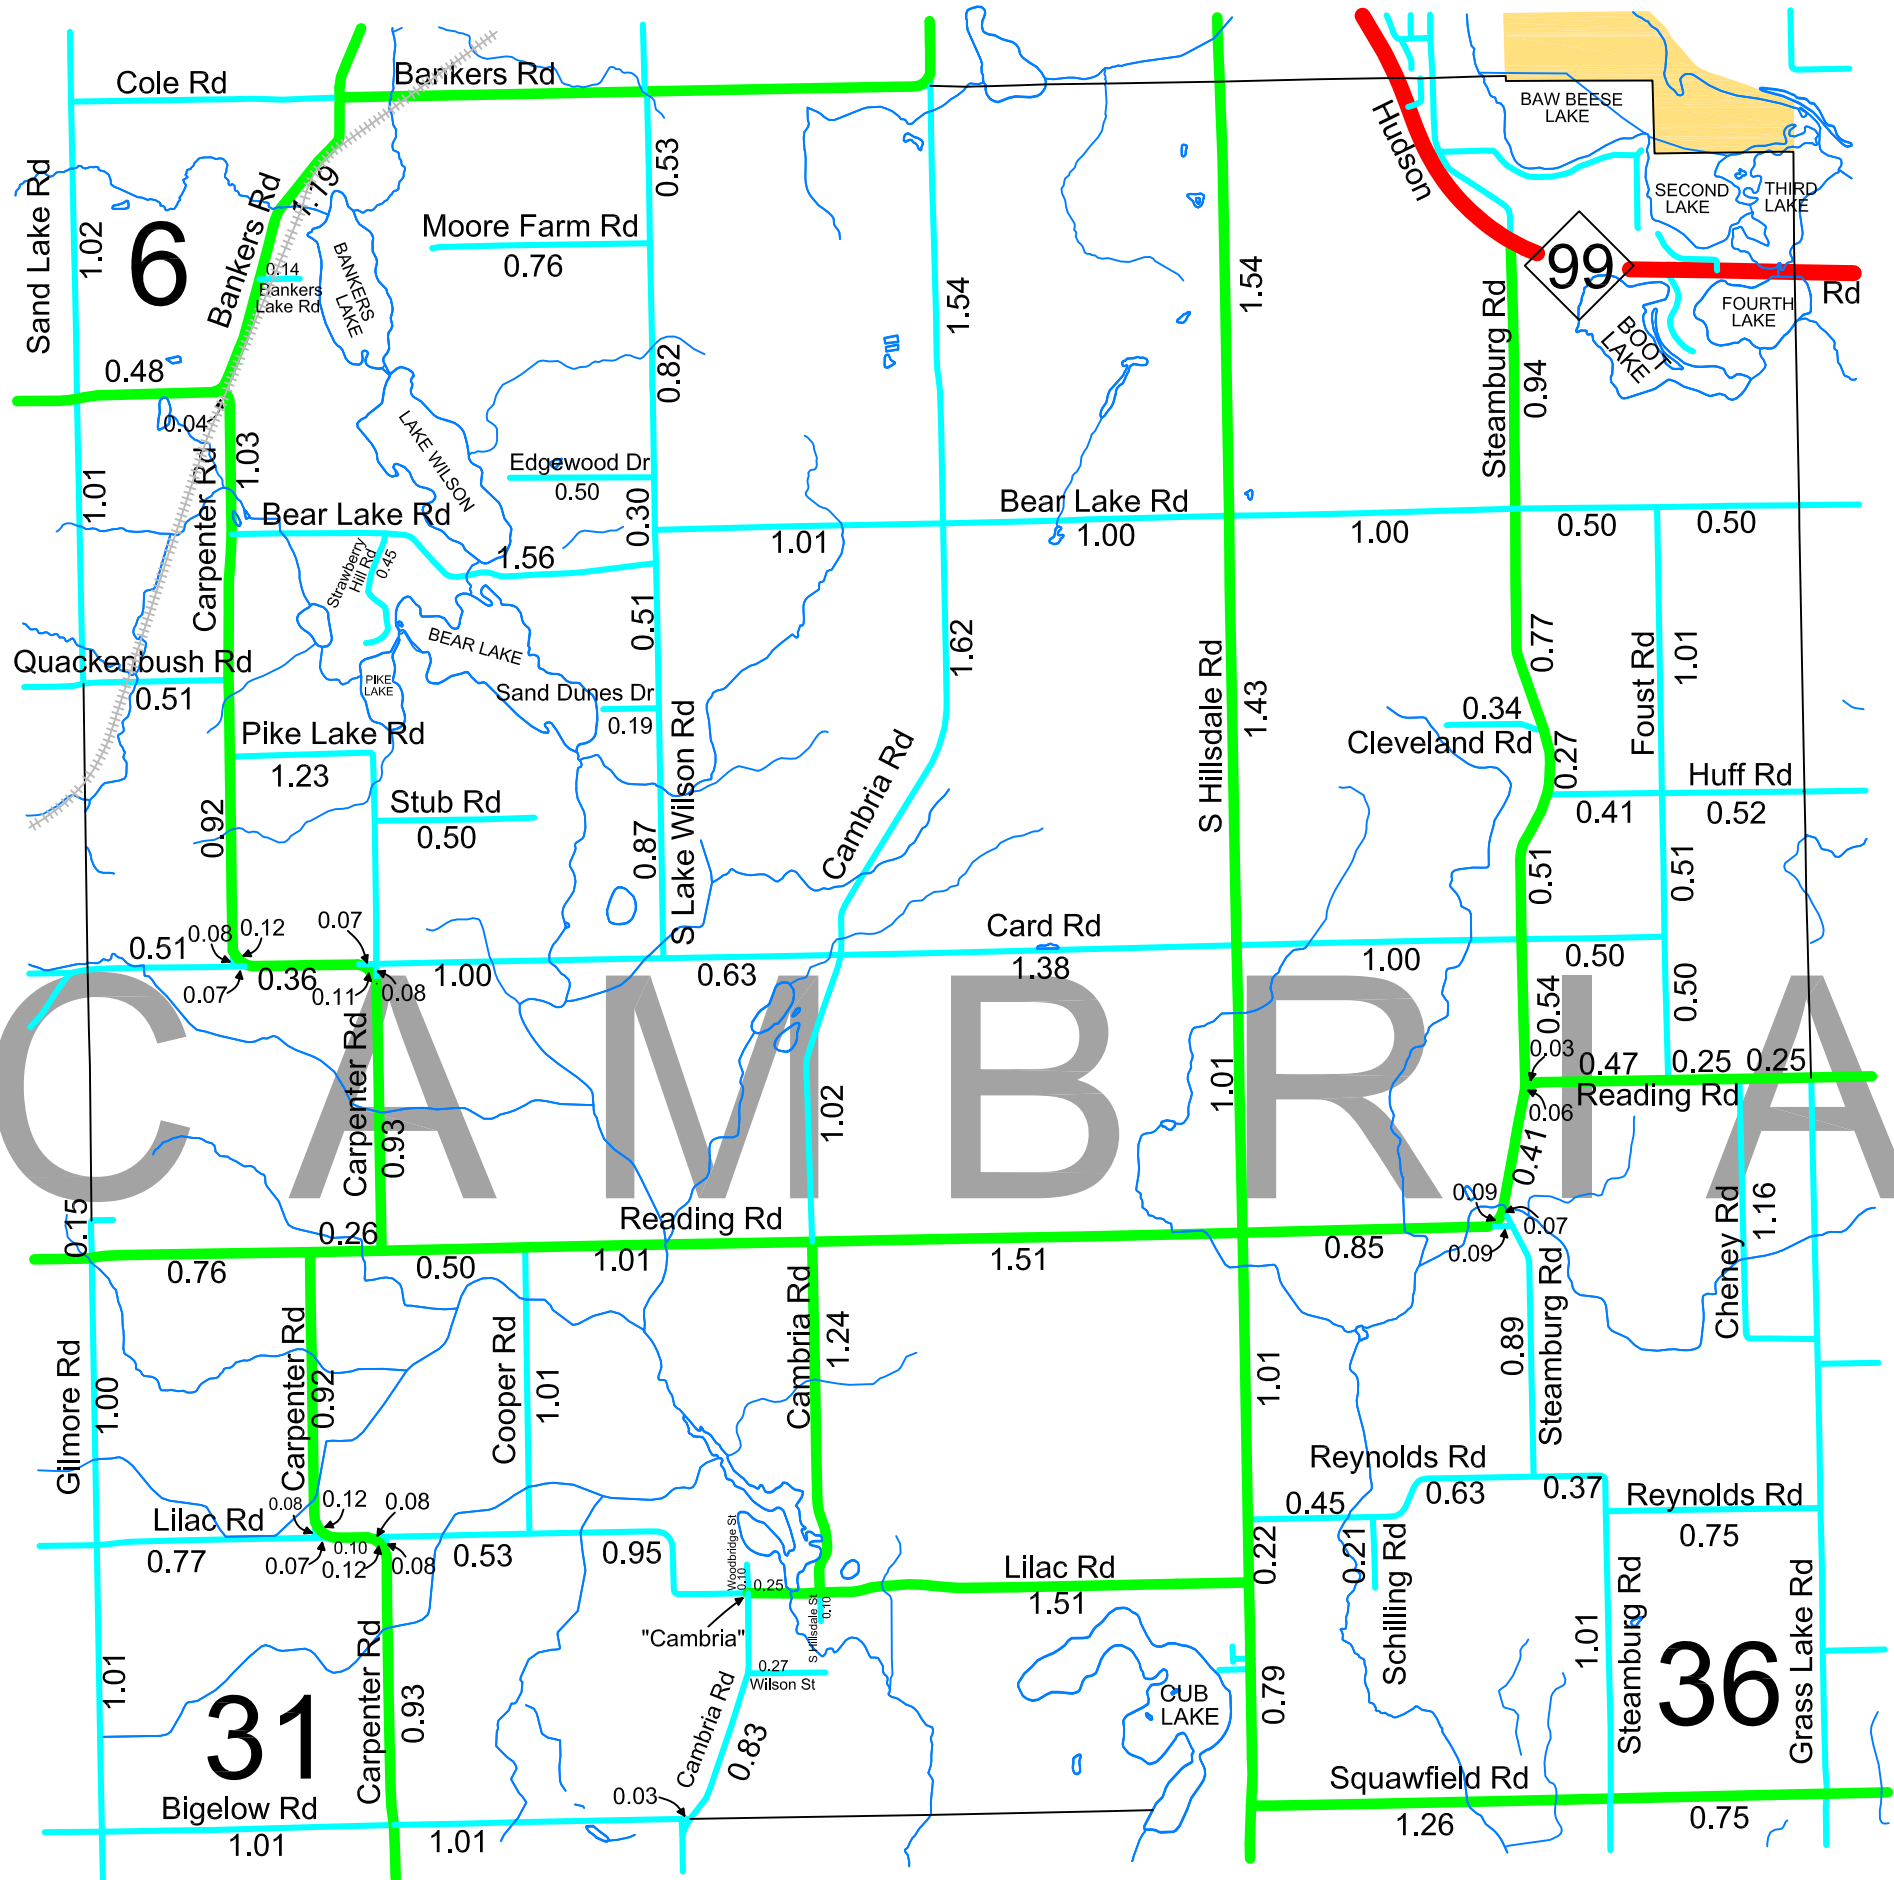 Cole Rd
Bankers Rd
Hudson
BAW BEESE
LAKE
Sand Lake Rd
1.02
6
Bankers Rd
1.19
0.53
Moore Farm Rd
0.76
SECOND
LAKE
THIRD
LAKE
99
Rd
FOURTH
LAKE
BOOT
LAKE
0.14
Bankers
Lake Rd
BANKERS
LAKE
1.54
1.54
Steamburg Rd
0.94
0.48
0.04
0.82
LAKE WILSON
1.01
Carpenter Rd
1.03
Edgewood Dr
0.50
0.30
Bear Lake Rd
1.56
Bear Lake Rd
1.01
1.00
1.00
0.50
0.50
Strawberry
Hill Rd
0.45
0.51
BEAR LAKE
1.62
S Hillsdale Rd
1.43
0.77
Foust Rd
1.01
Quackenbush Rd
0.51
PIKE
LAKE
Sand Dunes Dr
0.19
Pike Lake Rd
1.23
S Lake Wilson Rd
Cambria Rd
0.34
Cleveland Rd
0.27
Huff Rd
0.41
0.52
Stub Rd
0.50
0.92
0.87
0.51
0.51
0.51
0.08
0.12
0.07
Card Rd
0.07
0.36
0.11
0.08
1.00
0.63
1.38
1.00
0.50
CAMBRIA
Carpenter Rd
0.93
1.02
1.01
0.54
0.50
0.03
0.47
0.25
0.25
0.06
Reading Rd
0.41
0.15
0.26
Reading Rd
0.09
0.07
0.09
Cheney Rd
1.16
0.76
0.50
1.01
1.51
0.85
Gilmore Rd
1.00
Carpenter Rd
0.92
Cooper Rd
1.01
Cambria Rd
1.24
1.01
0.89
Steamburg Rd
Reynolds Rd
0.45
0.63
0.37
Reynolds Rd
0.75
Lilac Rd
0.08
0.12
0.08
0.77
0.07
0.10
0.12
0.08
0.53
0.95
Woodbridge St
0.10
0.25
S Hillsdale St
0.10
Lilac Rd
1.51
0.22
0.21
Schilling Rd
"Cambria"
0.27
Wilson St
1.01
31
Carpenter Rd
0.93
Cambria Rd
0.83
0.03
CUB
LAKE
0.79
1.01
Steamburg Rd
36
Grass Lake Rd
Bigelow Rd
1.01
1.01
Squawfield Rd
1.26
0.75